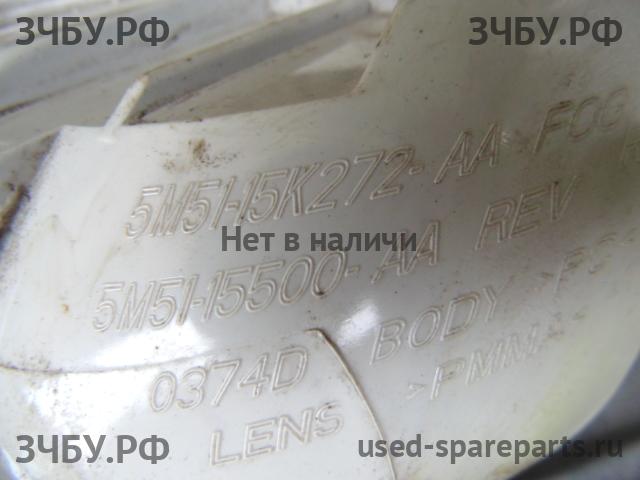 ЗЧБУ.РФ ЗЧБУ.РФ
5M51-15K272-AA FOG
Нет в наличии
5M51-15500-AA REV
0374D BODY
LENS >PMMA<
ЗЧБУ.РФ used-spareparts.ru